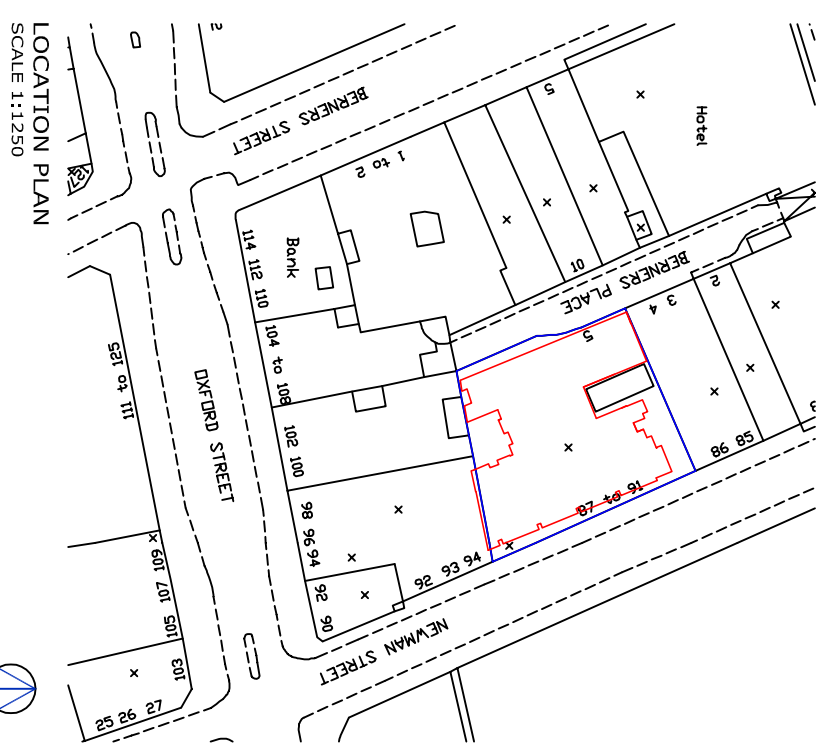 LOCATION PLAN
SCALE 1:1250
BERNERS STREET
Hotel
5
1 to 2
10
BERNERS PLACE
Bank
114 112 110
104 to 108
102 100
98 96 94
92
90
92 93 94
87 to 91
5
4 3
2
86 85
NEWMAN STREET
OXFORD STREET
125 to 111
109 107 105
103
25 26 27
127
2